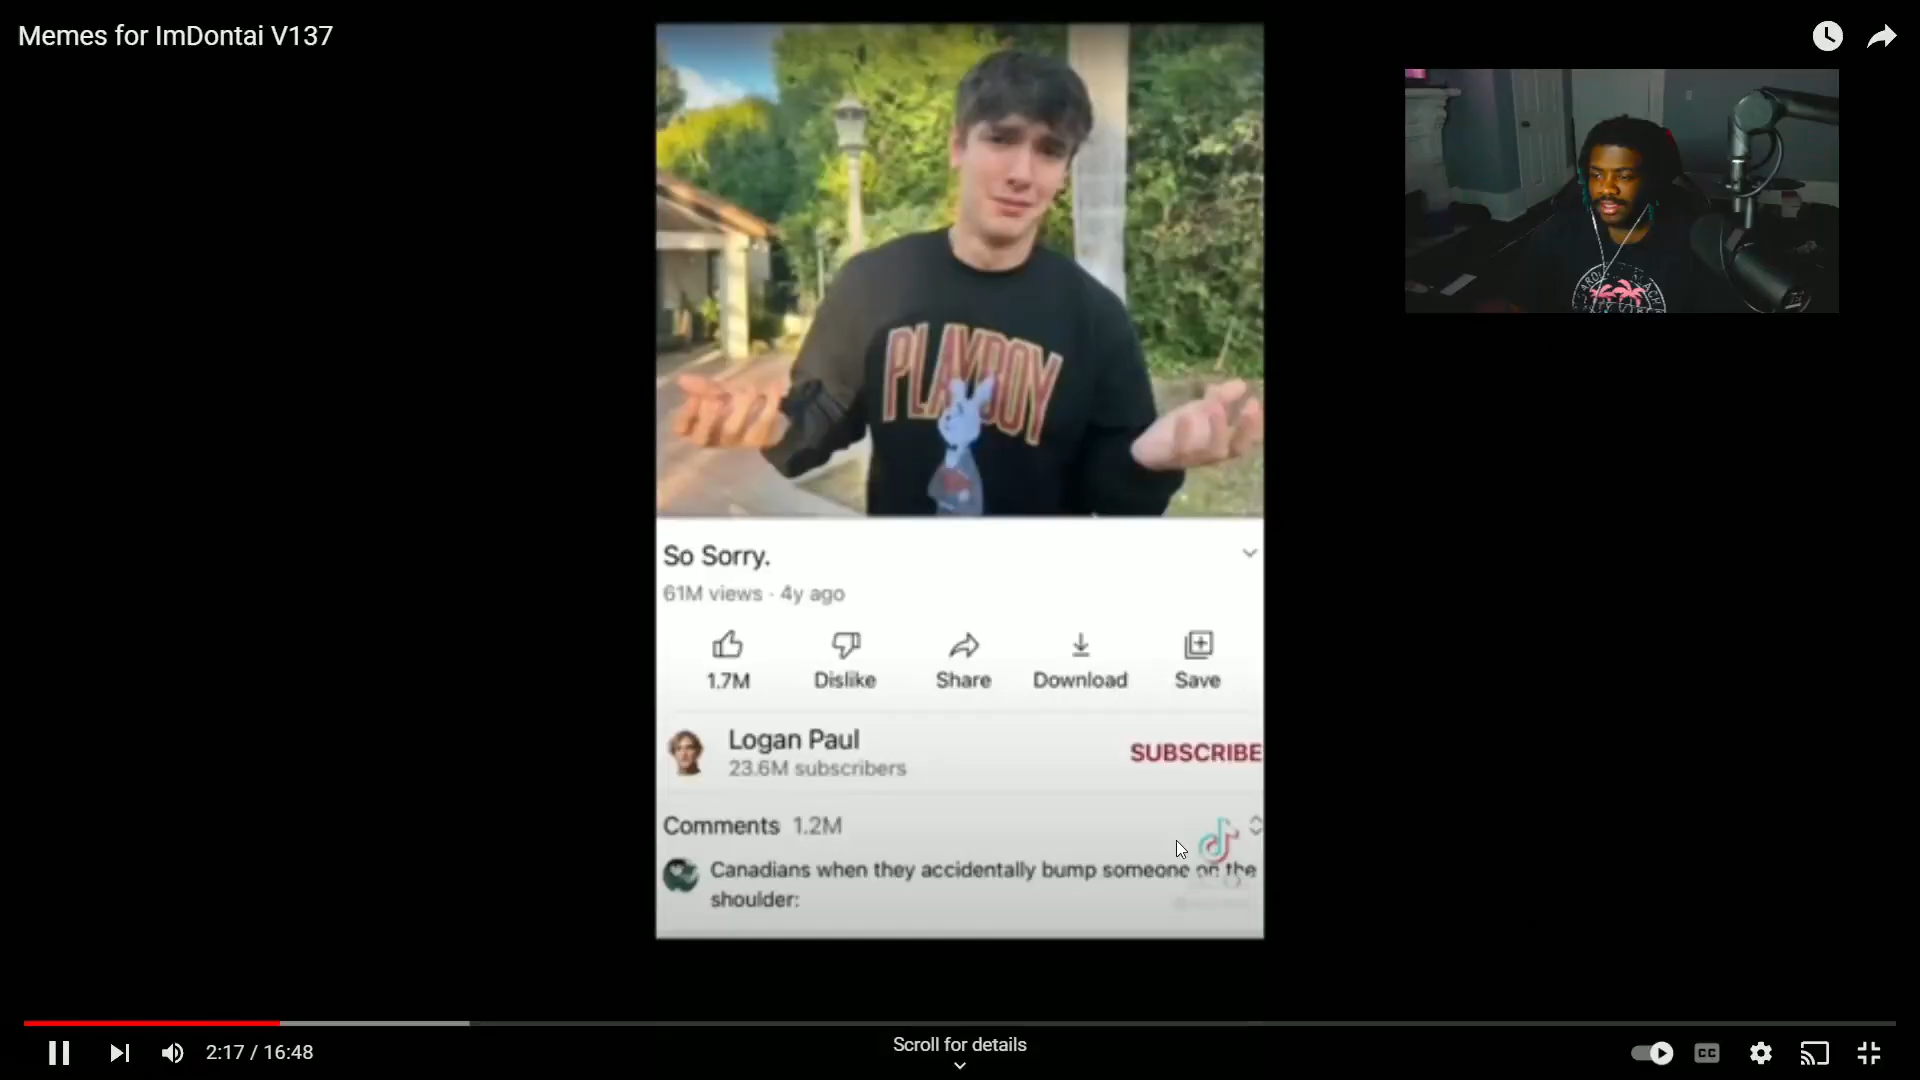 Memes for ImDontai V137
PLAYBOY
So Sorry.
61M views · 4y ago
1.7M
Dislike
Share
Download
Save
Logan Paul
23.6M subscribers
SUBSCRIBE
Comments 1.2M
Canadians when they accidentally bump someone on the
shoulder:
2:17 / 16:48
Scroll for details
CC